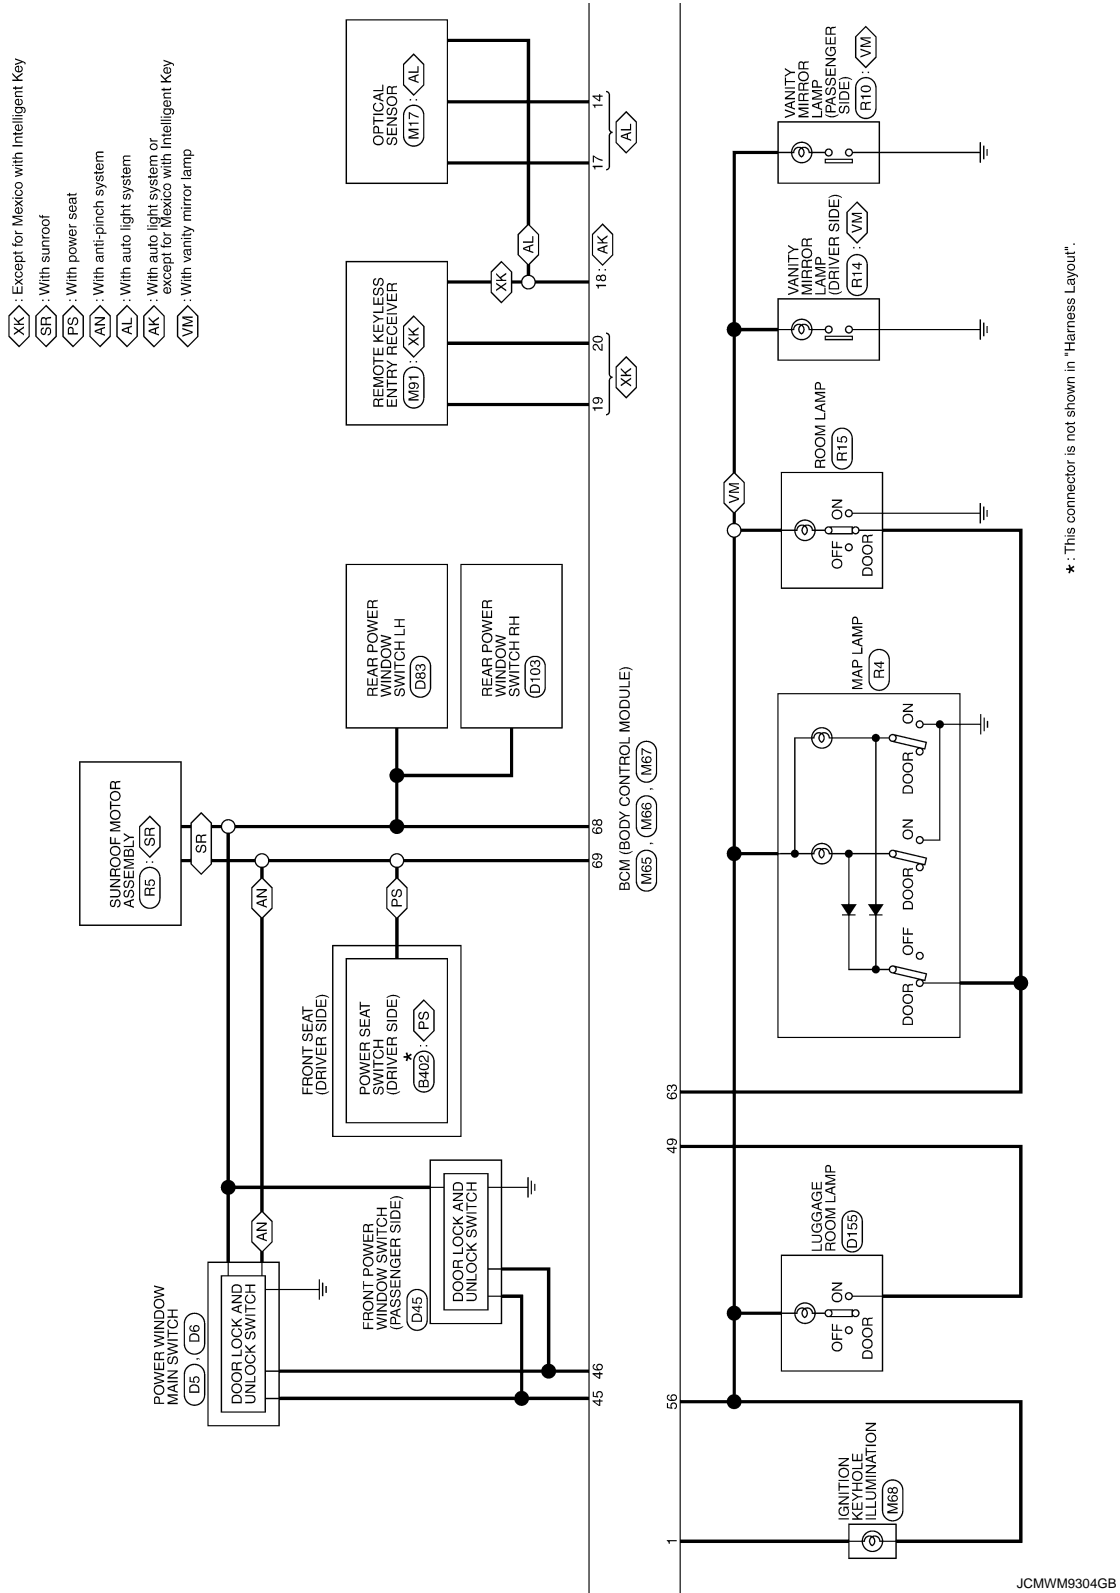 XK : Except for Mexico with Intelligent Key
SR : With sunroof
PS : With power seat
AN : With anti-pinch system
AL : With auto light system
AK : With auto light system or
except for Mexico with Intelligent Key
VM : With vanity mirror lamp
POWER WINDOW
MAIN SWITCH
D5 , D6
DOOR LOCK AND
UNLOCK SWITCH
AN
FRONT POWER
WINDOW SWITCH
(PASSENGER SIDE)
D45
DOOR LOCK AND
UNLOCK SWITCH
45
46
FRONT SEAT
(DRIVER SIDE)
POWER SEAT
SWITCH
(DRIVER SIDE)
*
B402 : PS
SUNROOF MOTOR
ASSEMBLY
R5 : SR
SR
AN
PS
69
68
REAR POWER
WINDOW
SWITCH LH
D83
REAR POWER
WINDOW
SWITCH RH
D103
REMOTE KEYLESS
ENTRY RECEIVER
M91 : XK
XK
AL
19
20
XK
18 : AK
OPTICAL
SENSOR
M17 : AL
17
14
AL
BCM (BODY CONTROL MODULE)
M65 , M66 , M67
1
56
49
63
IGNITION
KEYHOLE
ILLUMINATION
M68
LUGGAGE
ROOM LAMP
D155
OFF
ON
DOOR
MAP LAMP
R4
DOOR
OFF
DOOR
ON
DOOR
ON
ROOM LAMP
R15
OFF
ON
DOOR
VM
VANITY
MIRROR
LAMP
(DRIVER SIDE)
R14 : VM
VANITY
MIRROR
LAMP
(PASSENGER
SIDE)
R10 : VM
* : This connector is not shown in "Harness Layout".
JCMWM9304GB